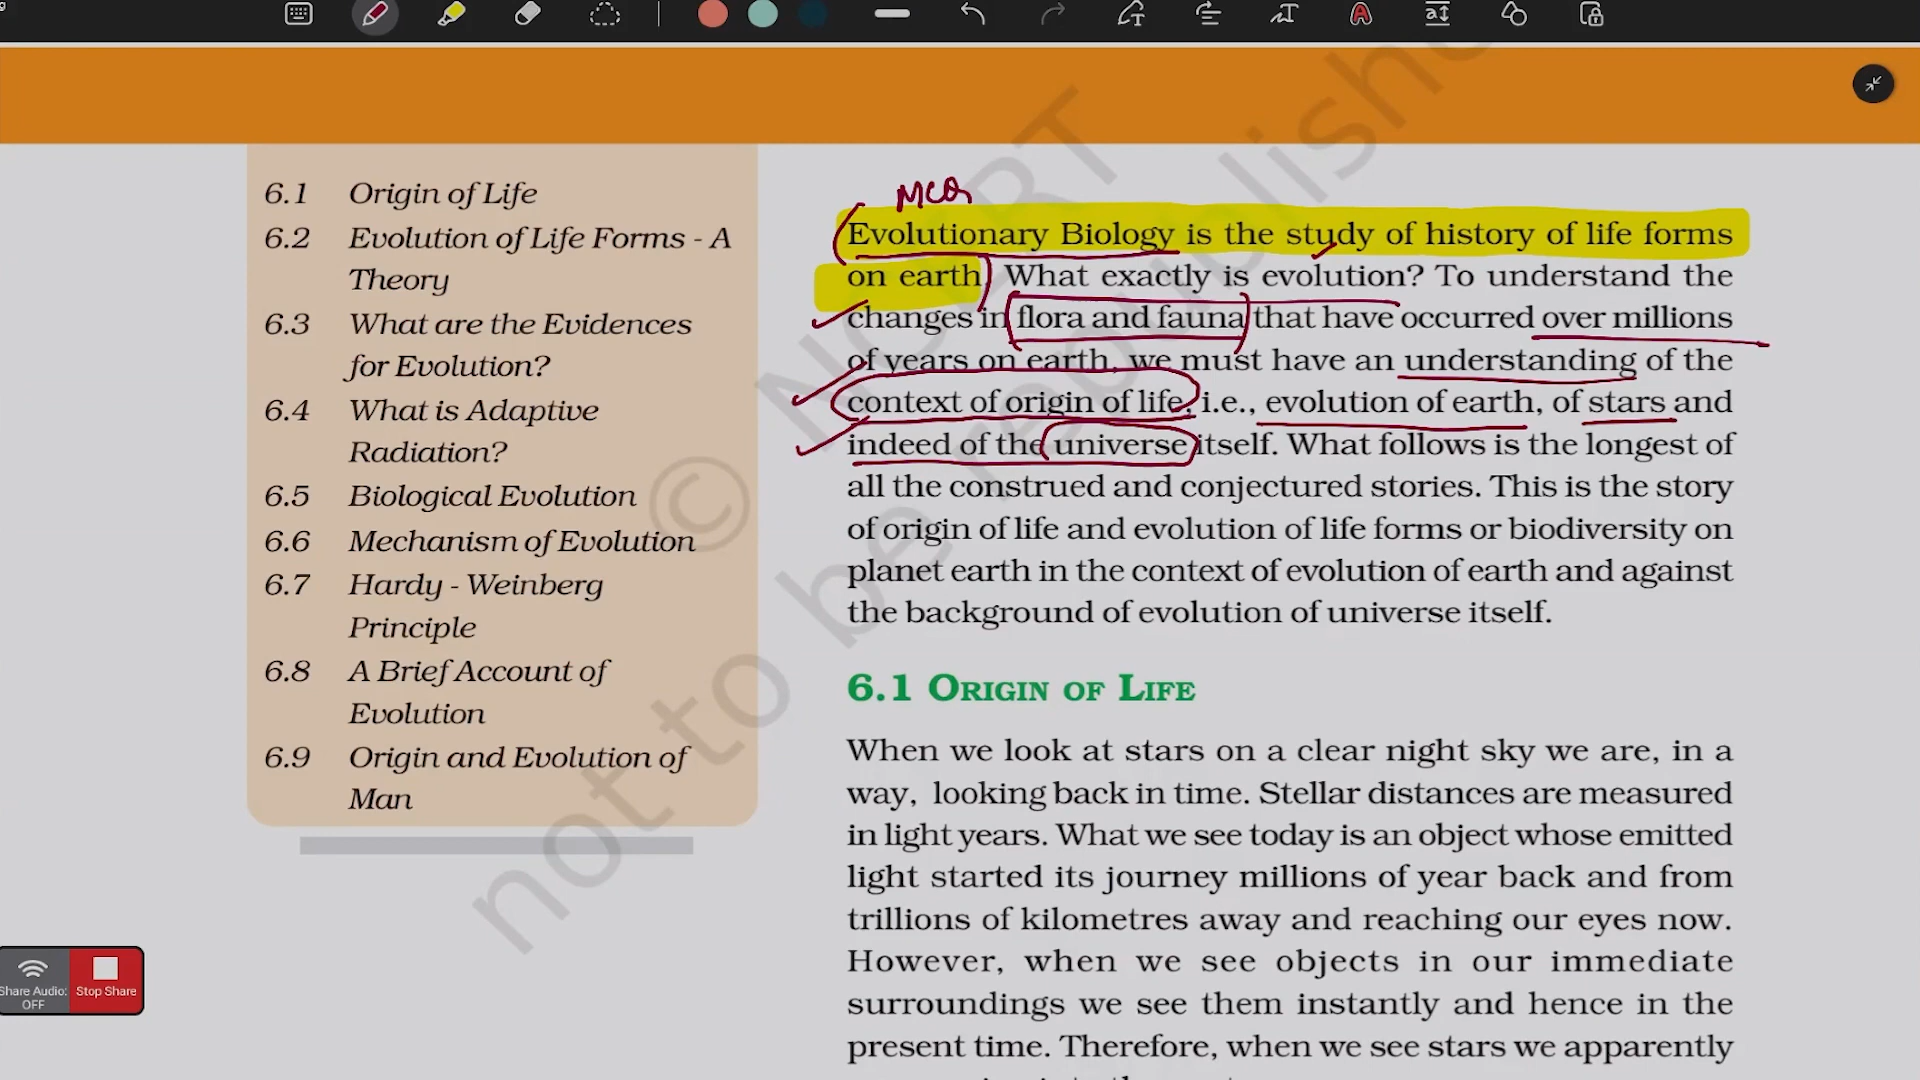 6.1 Origin of Life
6.2 Evolution of Life Forms - A
Theory
6.3 What are the Evidences
for Evolution?
6.4 What is Adaptive
Radiation?
6.5 Biological Evolution
6.6 Mechanism of Evolution
6.7 Hardy - Weinberg
Principle
6.8 A Brief Account of
Evolution
6.9 Origin and Evolution of
Man
MCQ
Evolutionary Biology is the study of history of life forms
on earth. What exactly is evolution? To understand the
changes in flora and fauna that have occurred over millions
of years on earth, we must have an understanding of the
context of origin of life, i.e., evolution of earth, of stars and
indeed of the universe itself. What follows is the longest of
all the construed and conjectured stories. This is the story
of origin of life and evolution of life forms or biodiversity on
planet earth in the context of evolution of earth and against
the background of evolution of universe itself.
6.1 ORIGIN OF LIFE
When we look at stars on a clear night sky we are, in a
way, looking back in time. Stellar distances are measured
in light years. What we see today is an object whose emitted
light started its journey millions of year back and from
trillions of kilometres away and reaching our eyes now.
However, when we see objects in our immediate
surroundings we see them instantly and hence in the
present time. Therefore, when we see stars we apparently
© NCERT
not to be republishe
Share Audio:
OFF
Stop Share